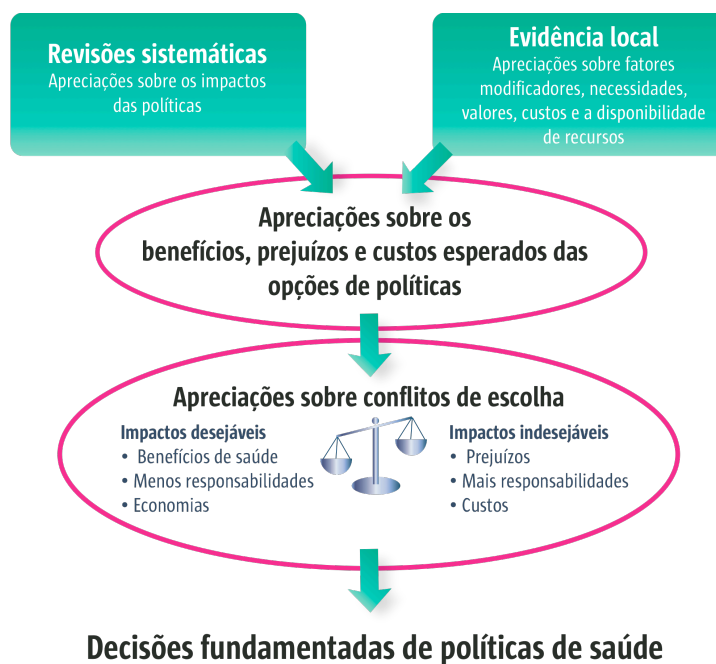 Revisões sistemáticas
Apreciações sobre os impactos
das políticas
Evidência local
Apreciações sobre fatores
modificadores, necessidades,
valores, custos e a disponibilidade
de recursos
Apreciações sobre os
benefícios, prejuízos e custos esperados das
opções de políticas
Apreciações sobre conflitos de escolha
Impactos desejáveis
• Benefícios de saúde
• Menos responsabilidades
• Economias
Impactos indesejáveis
• Prejuízos
• Mais responsabilidades
• Custos
Decisões fundamentadas de políticas de saúde